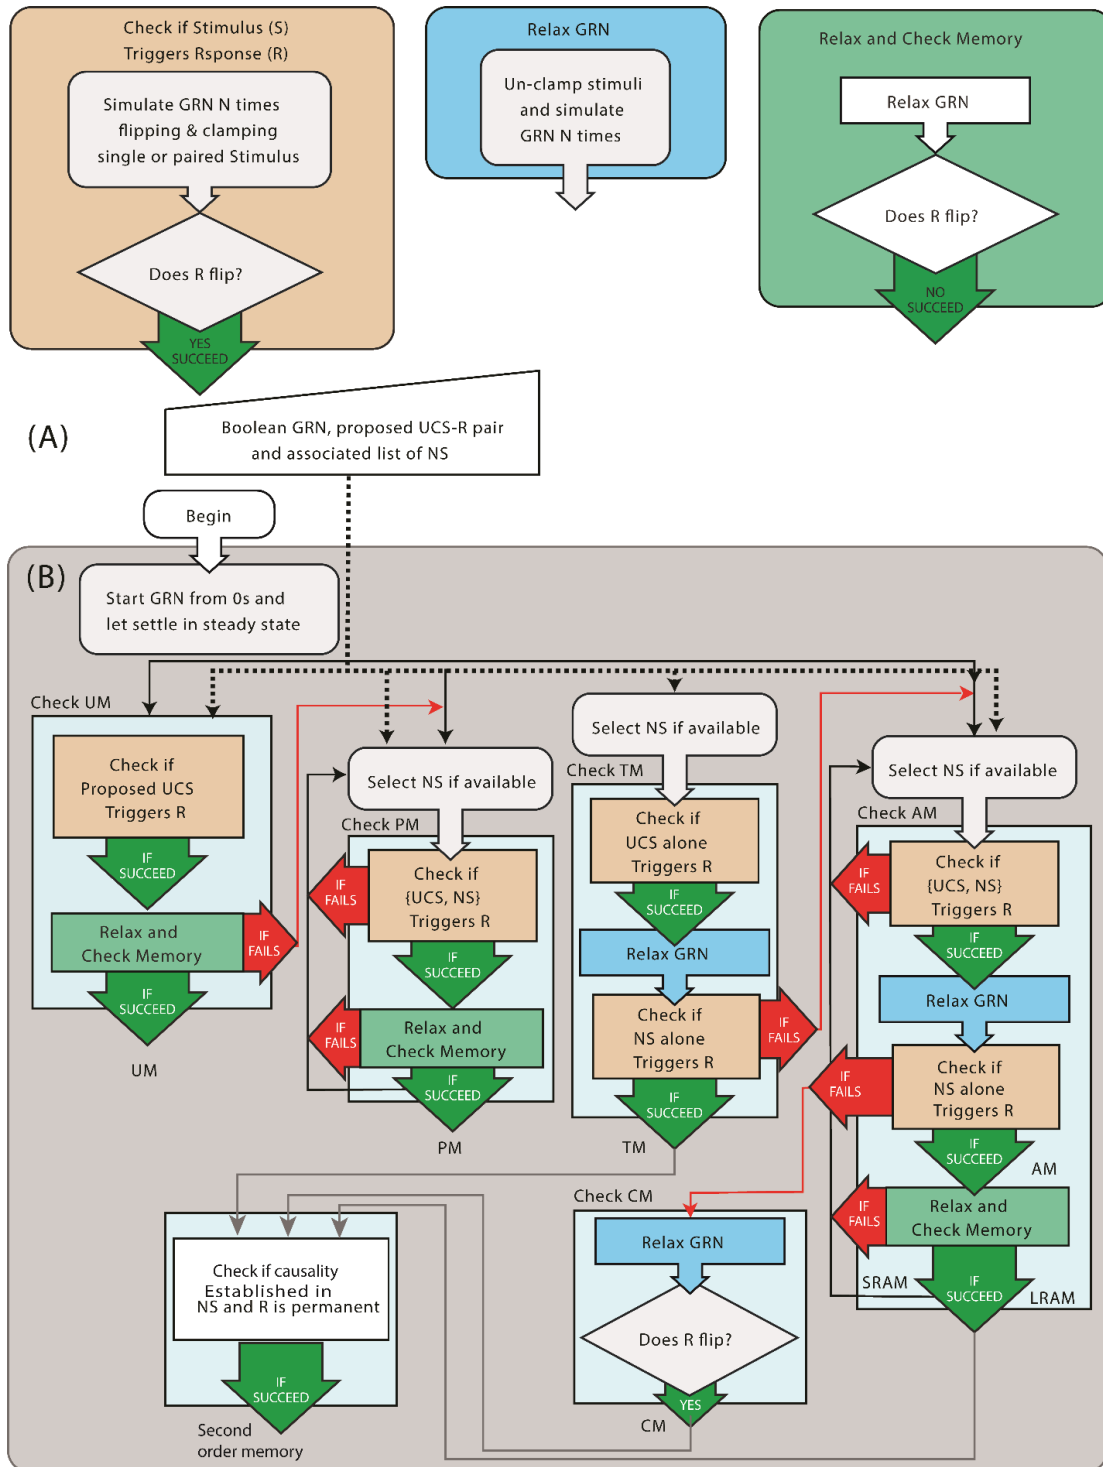 Check if Stimulus (S)
Triggers Rsponse (R)
Simulate GRN N times
flipping & clamping
single or paired Stimulus
Does R flip?
YES
SUCCEED
Relax GRN
Un-clamp stimuli
and simulate
GRN N times
Relax and Check Memory
Relax GRN
Does R flip?
NO
SUCCEED
(A)
Boolean GRN, proposed UCS-R pair
and associated list of NS
Begin
(B)
Start GRN from 0s and
let settle in steady state
Check UM
Check if
Proposed UCS
Triggers R
IF
SUCCEED
Relax and
Check Memory
IF
FAILS
IF
SUCCEED
UM
Select NS if available
Check PM
Check if
{UCS, NS}
Triggers R
IF
FAILS
IF
SUCCEED
Relax and
Check Memory
IF
FAILS
IF
SUCCEED
PM
Select NS if available
Check TM
Check if
UCS alone
Triggers R
IF
SUCCEED
Relax GRN
Check if
NS alone
Triggers R
IF
FAILS
IF
SUCCEED
TM
Select NS if available
Check AM
Check if
{UCS, NS}
Triggers R
IF
FAILS
IF
SUCCEED
Relax GRN
Check if
NS alone
Triggers R
IF
FAILS
IF
SUCCEED
AM
Relax and
Check Memory
IF
FAILS
SRAM
IF
SUCCEED
LRAM
Check CM
Relax GRN
Does R flip?
YES
CM
Check if causality
Established in
NS and R is permanent
IF
SUCCEED
Second
order memory